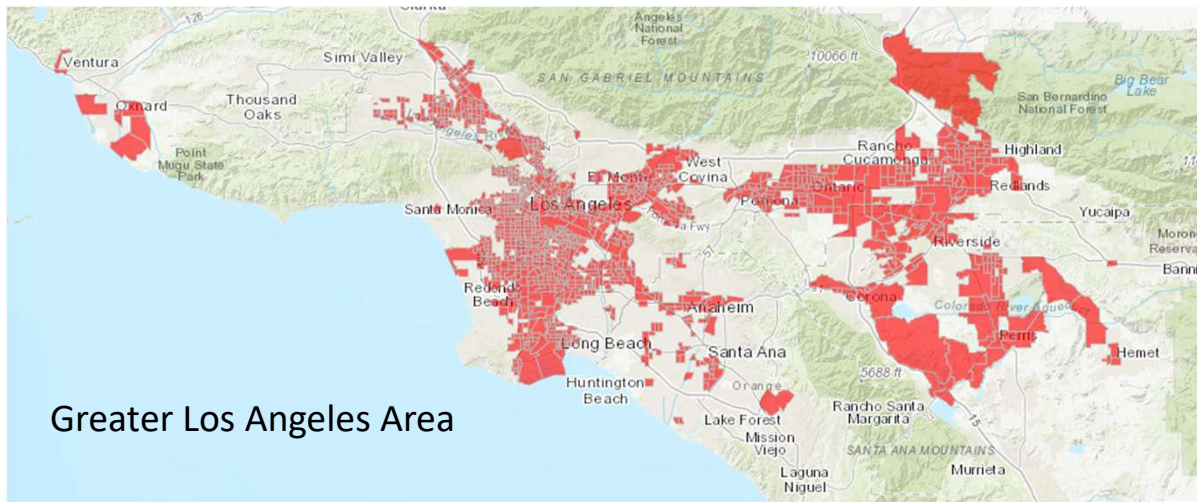 Angeles
National
Forest
126
Ventura
Simi Valley
10066 ft
SAN GABRIEL MOUNTAINS
Big Bear
Lake
San Bernardino
National Forest
Oxnard
Thousand
Oaks
Point
Mugu State
Park
Rancho
Cucamonga
Highland
West
Covina
El Monte
Ontario
Redlands
Pomona
Santa Monica
Los Angeles
Fwy
Yucaipa
57
Riverside
Redondo
Beach
Corona
Colorado River Aqueduct
Anaheim
Long Beach
Perris
Hemet
Santa Ana
5688 ft
Huntington
Beach
Orange
Rancho Santa
Margarita
Greater Los Angeles Area
Lake Forest
15
Mission
Viejo
SANTA ANA MOUNTAINS
Laguna
Niguel
Murrieta